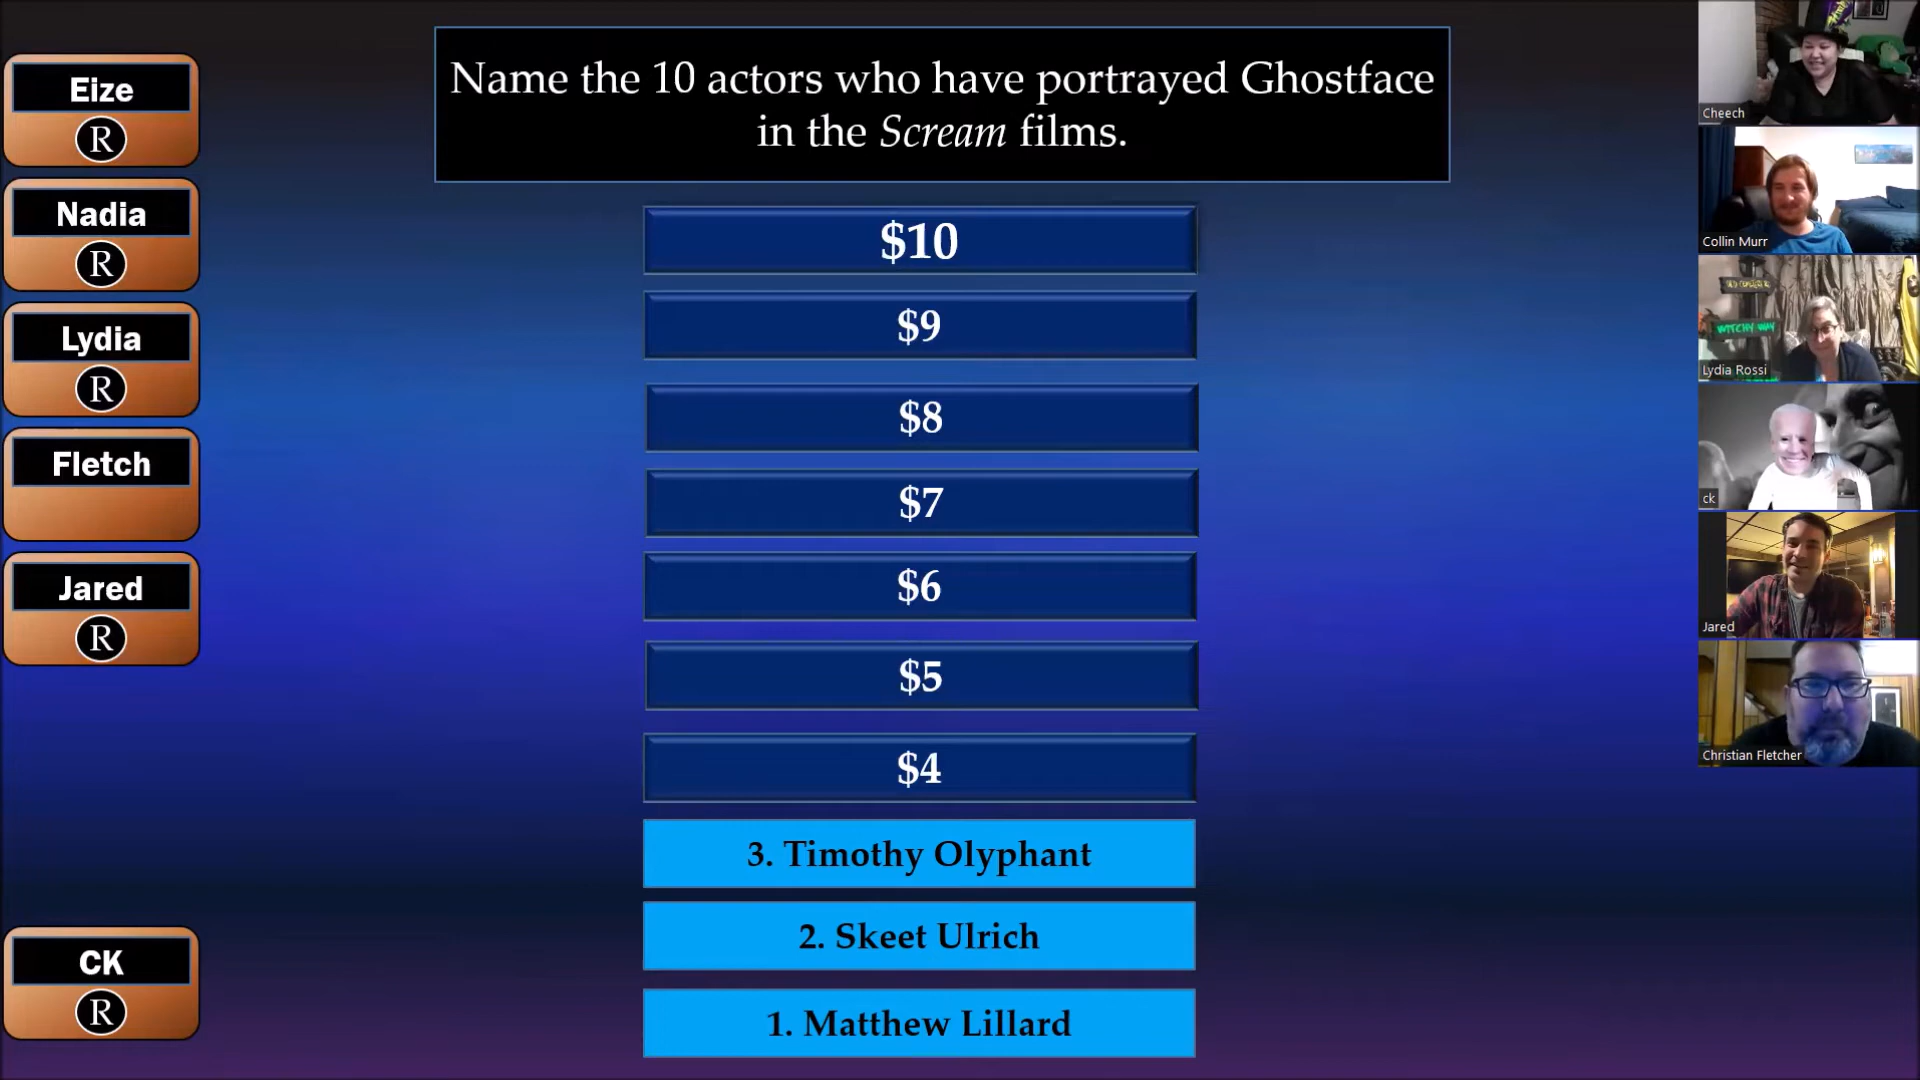 Name the 10 actors who have portrayed Ghostface
in the Scream films.
Eize
R
Nadia
R
Lydia
R
Fletch
Jared
R
CK
R
$10
$9
$8
$7
$6
$5
$4
3. Timothy Olyphant
2. Skeet Ulrich
1. Matthew Lillard
Cheech
Collin Murr
WITCHY WAY
Lydia Rossi
ck
Jared
Christian Fletcher